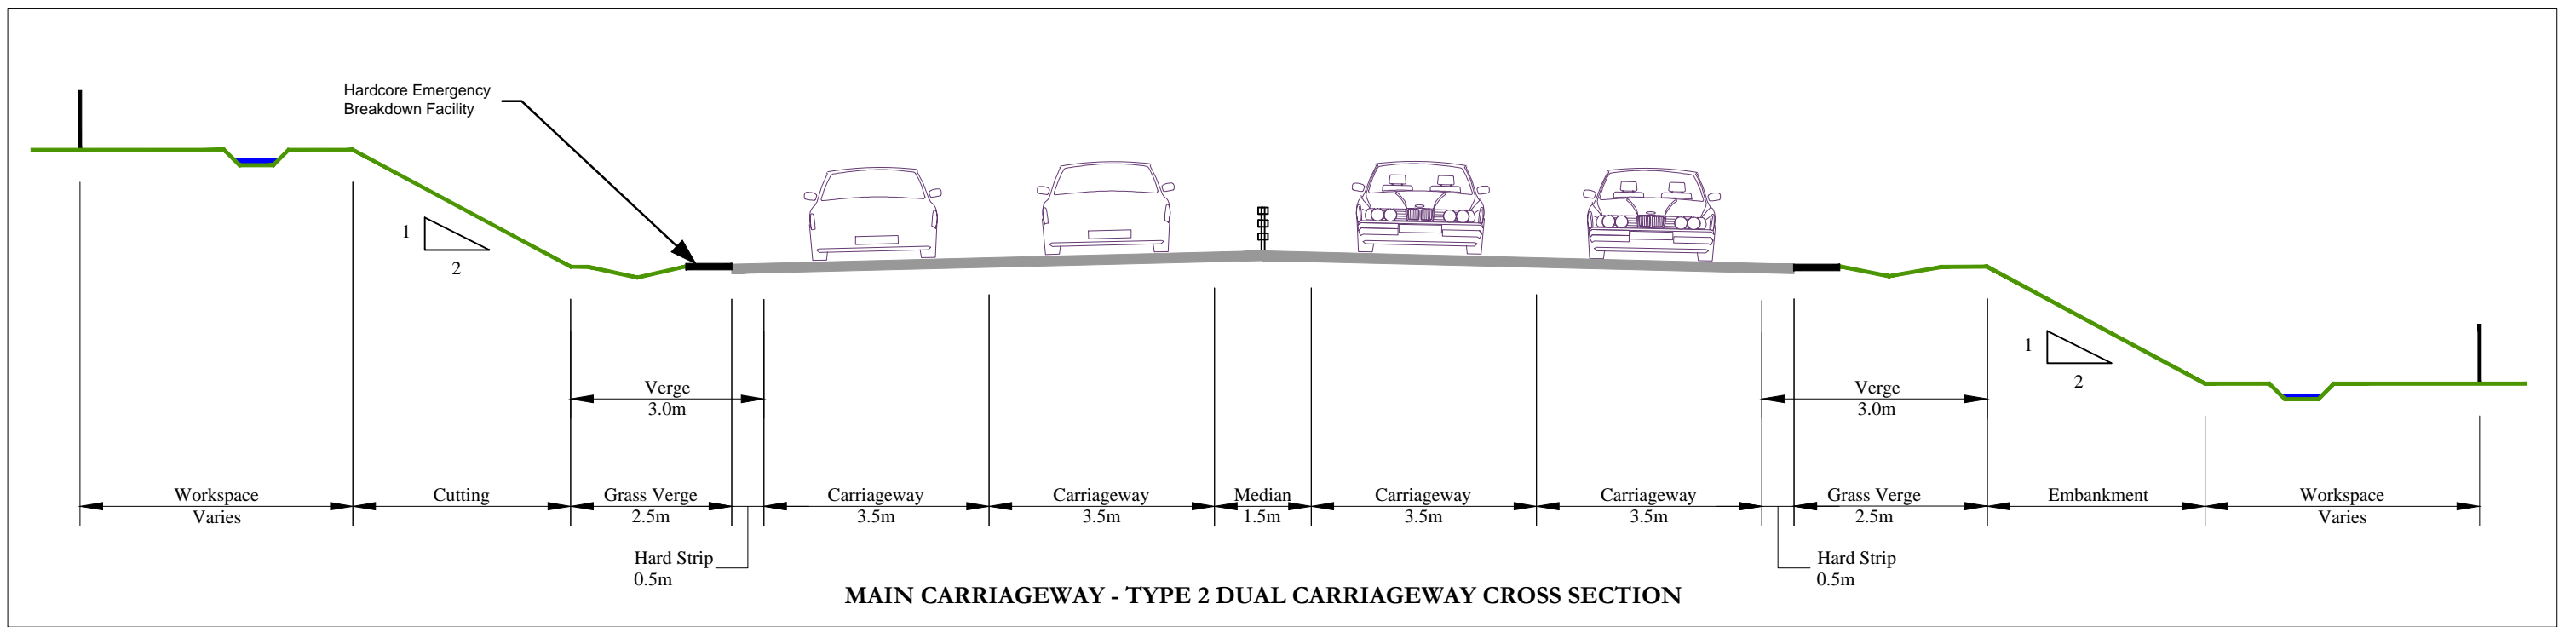 Hardcore Emergency
Breakdown Facility
1
2
1
2
Verge
3.0m
Verge
3.0m
Workspace
Varies
Cutting
Grass Verge
2.5m
Carriageway
3.5m
Carriageway
3.5m
Median
1.5m
Carriageway
3.5m
Carriageway
3.5m
Grass Verge
2.5m
Embankment
Workspace
Varies
Hard Strip
0.5m
Hard Strip
0.5m
MAIN CARRIAGEWAY - TYPE 2 DUAL CARRIAGEWAY CROSS SECTION